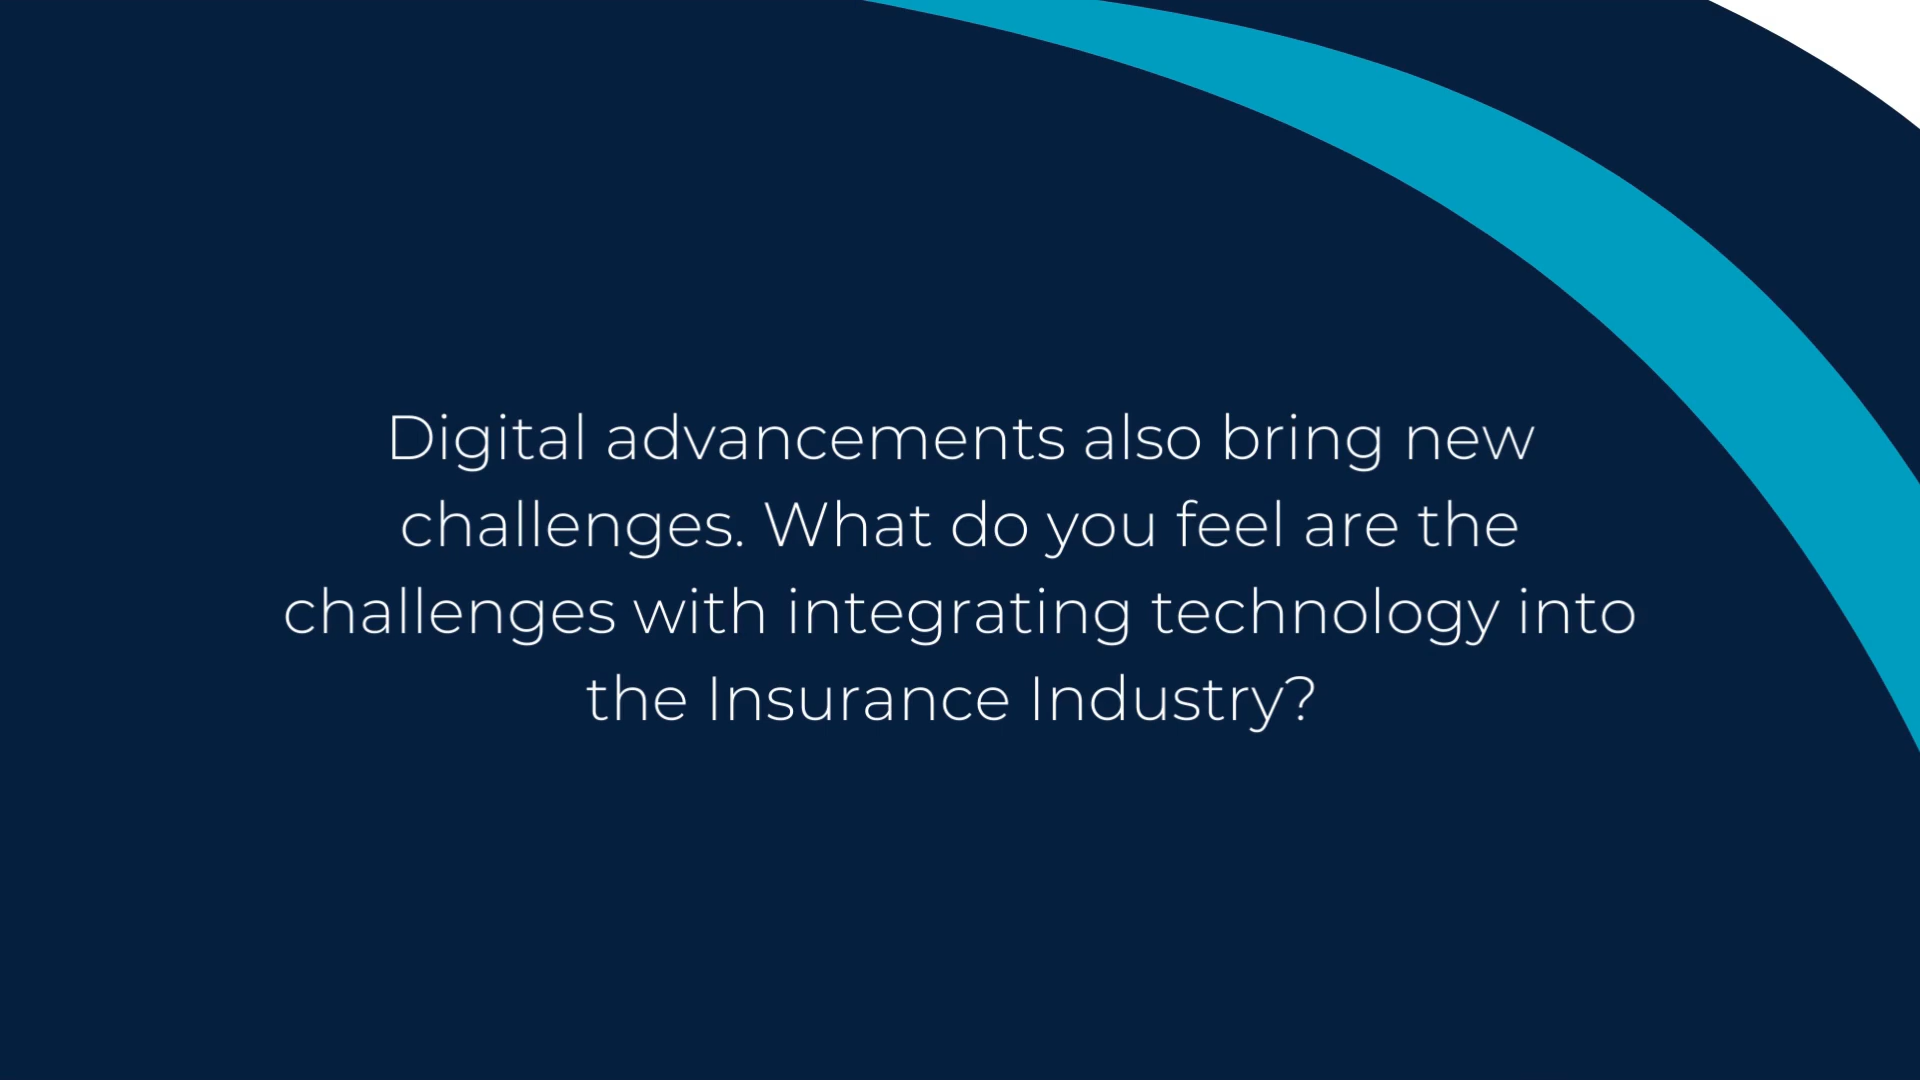 Digital advancements also bring new
challenges. What do you feel are the
challenges with integrating technology into
the Insurance Industry?